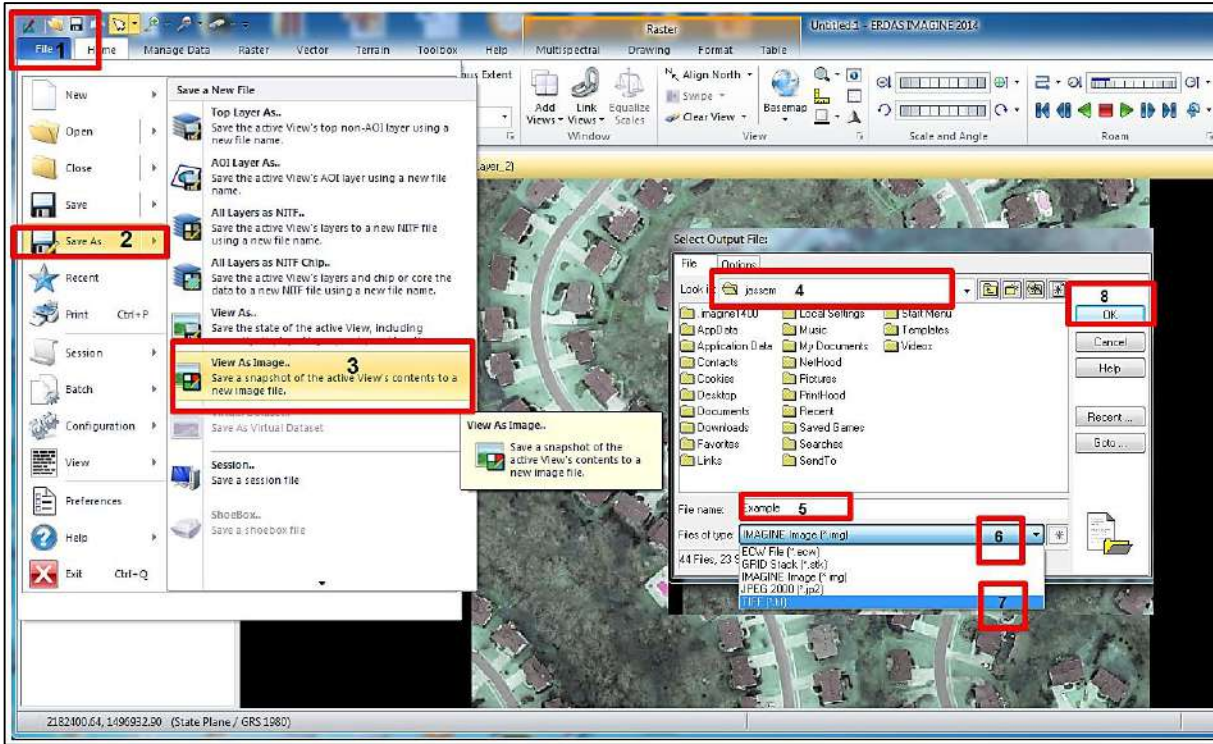 Raster
Untitled:1 - ERDAS IMAGINE 2014
File 1 Home Manage Data Raster Vector Terrain Toolbox Help Multispectral Drawing Format Table
New
Open
Close
Save
Save As 2
Recent
Print Ctrl+P
Session
Batch
Configuration
View
Preferences
Help
Exit Ctrl+Q
Save a New File
Top Layer As..
Save the active View's top non-AOI layer using a
new file name.
AOI Layer As..
Save the active View's AOI layer using a new file
name.
All Layers as NITF..
Save the active View's layers to a new NITF file
using a new file name.
All Layers as NITF Chip..
Save the active View's layers and chip or core the
data to a new NITF file using a new file name.
View As..
Save the state of the active View, including
View As Image.. 3
Save a snapshot of the active View's contents to a
new image file.
Save As Virtual Dataset
Session..
Save a session file
ShoeBox..
Save a shoebox file
View As Image..
Save a snapshot of the
active View's contents to a
new image file.
Extent
Add Views
Link Views
Equalize Scales
Window
Align North
Swipe
Clear View
Basemap
View
Scale and Angle
Roam
Layer_2)
Select Output File:
File Options
Look in: jassem 4
.imagine1400 Local Settings Start Menu
AppData Music Templates
Application Data My Documents Videos
Contacts NetHood
Cookies Pictures
Desktop PrintHood
Documents Recent
Downloads Saved Games
Favorites Searches
Links SendTo
8
OK
Cancel
Help
Recent ...
Goto ...
File name: Example 5
Files of type: IMAGINE Image (*.img) 6
44 Files, 23 S
ECW File (*.ecw)
GRID Stack (*.stk)
IMAGINE Image (*.img)
JPEG 2000 (*.jp2)
TIFF (*.tif) 7
2182400.64, 1496932.90 (State Plane / GRS 1980)